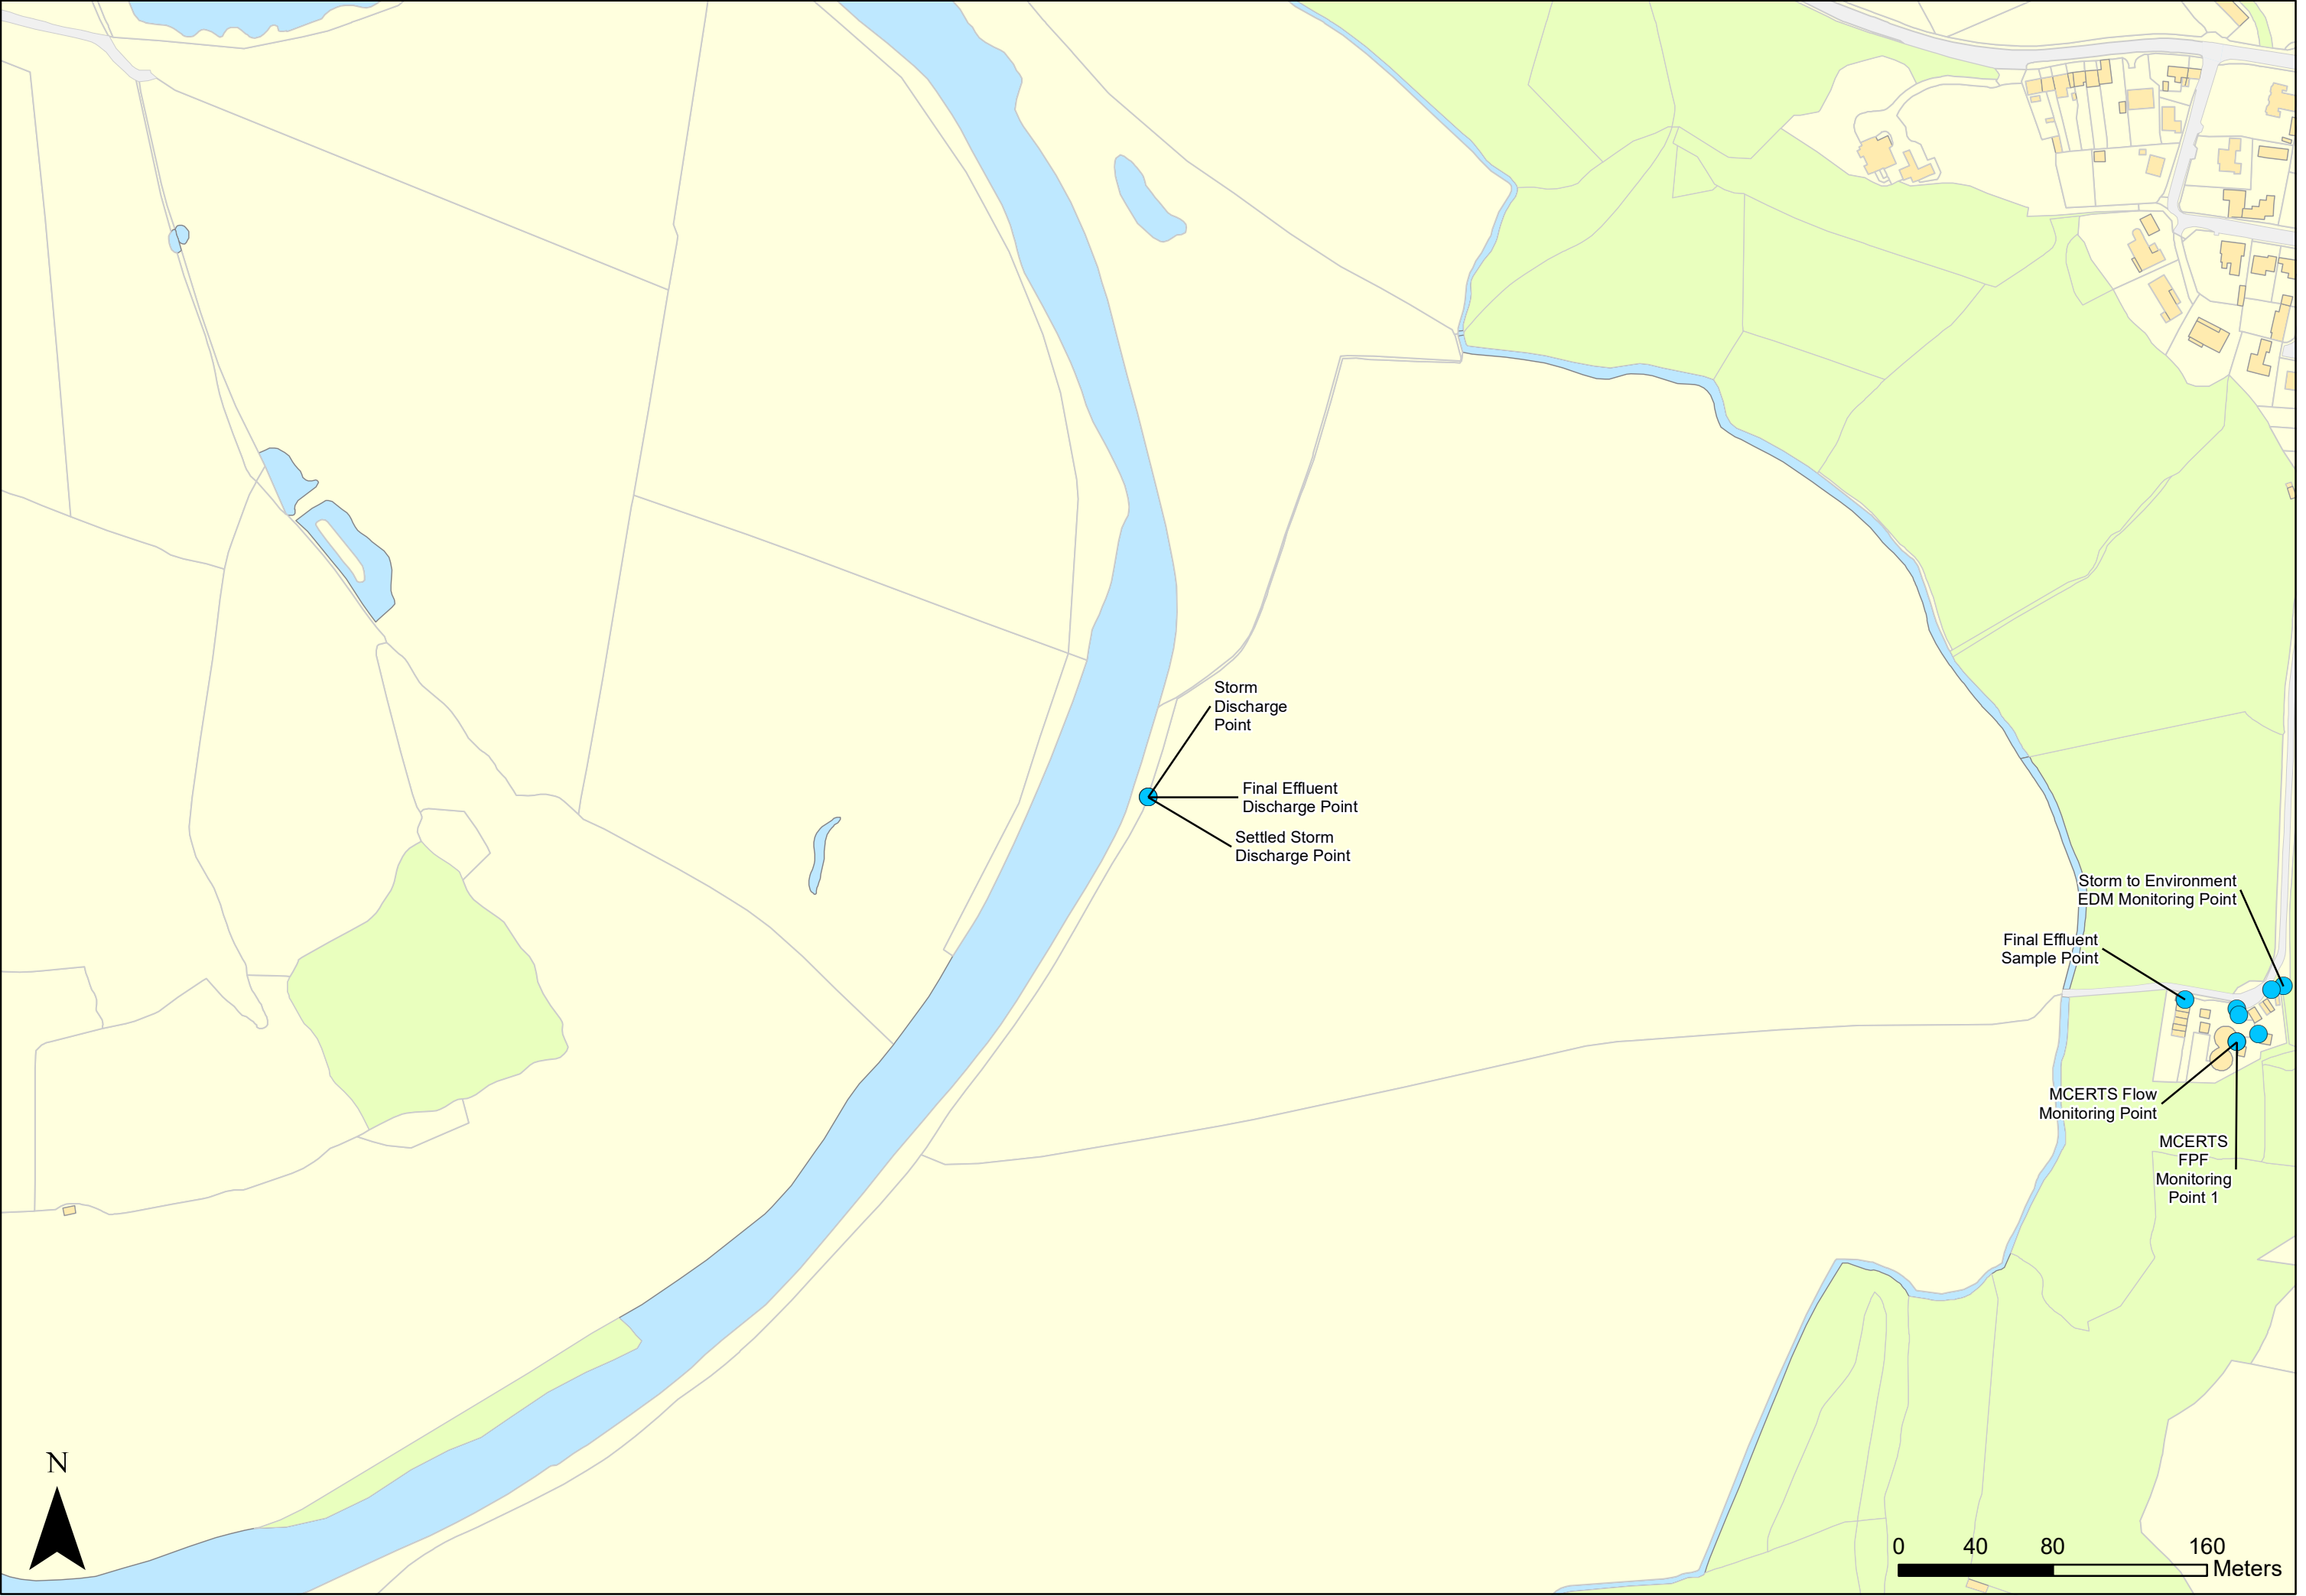 Storm
Discharge
Point
Final Effluent
Discharge Point
Settled Storm
Discharge Point
Storm to Environment
EDM Monitoring Point
Final Effluent
Sample Point
MCERTS Flow
Monitoring Point
MCERTS
FPF
Monitoring
Point 1
N
0 40 80 160
Meters